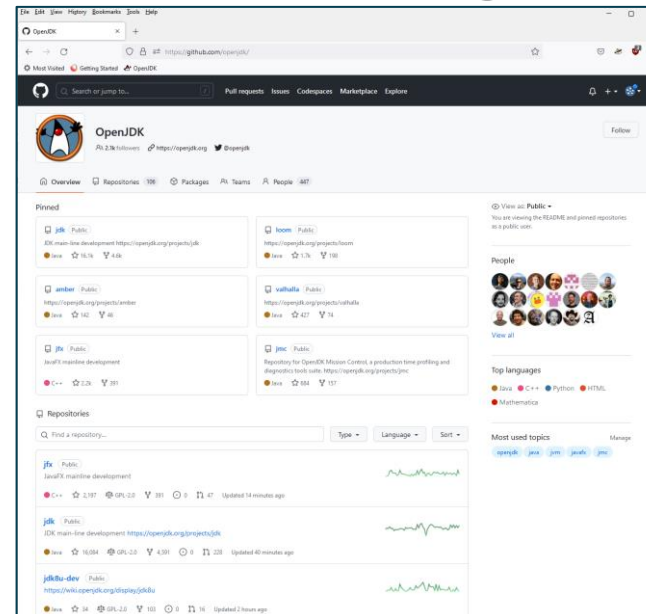 File Edit View History Bookmarks Tools Help
OpenJDK × +
https://github.com/openjdk/
Most Visited Getting Started OpenJDK
Search or jump to... / Pull requests Issues Codespaces Marketplace Explore
OpenJDK
2.1k followers https://openjdk.org @openjdk
Follow
Overview Repositories 106 Packages Teams People 447
Pinned
jdk Public
JDK main-line development https://openjdk.org/projects/jdk
Java 16.1k 4.6k
loom Public
https://openjdk.org/projects/loom
Java 1.7k 198
amber Public
https://openjdk.org/projects/amber
Java 142 46
valhalla Public
https://openjdk.org/projects/valhalla
Java 427 74
jfx Public
JavaFX mainline development
C++ 2.2k 391
jmc Public
Repository for OpenJDK Mission Control, a production time profiling and
diagnostics tools suite. https://openjdk.org/projects/jmc
Java 684 157
Repositories
Find a repository...
Type Language Sort
jfx Public
JavaFX mainline development
C++ 2,197 GPL-2.0 391 0 47 Updated 14 minutes ago
jdk Public
JDK main-line development https://openjdk.org/projects/jdk
Java 16,084 GPL-2.0 0 228 Updated 40 minutes ago
jdk8u-dev Public
https://wiki.openjdk.org/display/jdk8u
Java 34 GPL-2.0 103 0 16 Updated 2 hours ago
View as: Public
You are viewing the README and pinned repositories
as a public user.
People
View all
Top languages
Java C++ Python HTML
Mathematica
Most used topics Manage
openjdk java jvm javafx jmc